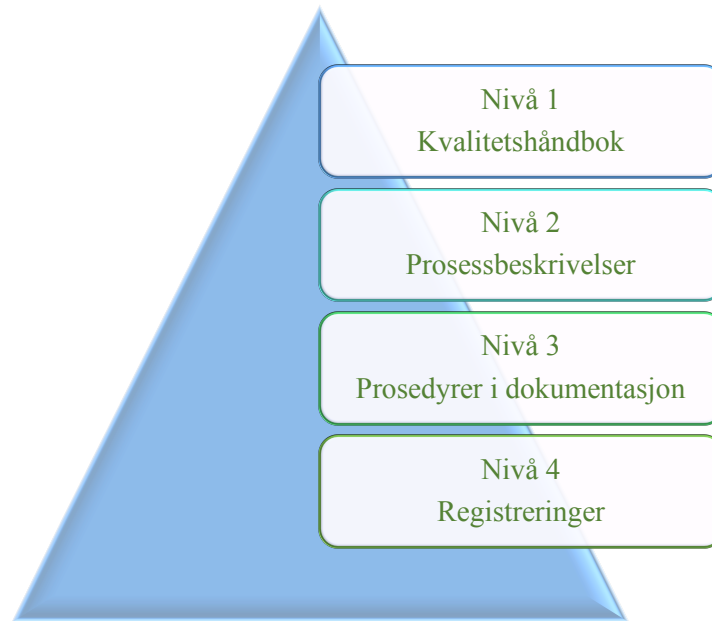 Nivå 1
Kvalitetshåndbok
Nivå 2
Prosessbeskrivelser
Nivå 3
Prosedyrer i dokumentasjon
Nivå 4
Registreringer